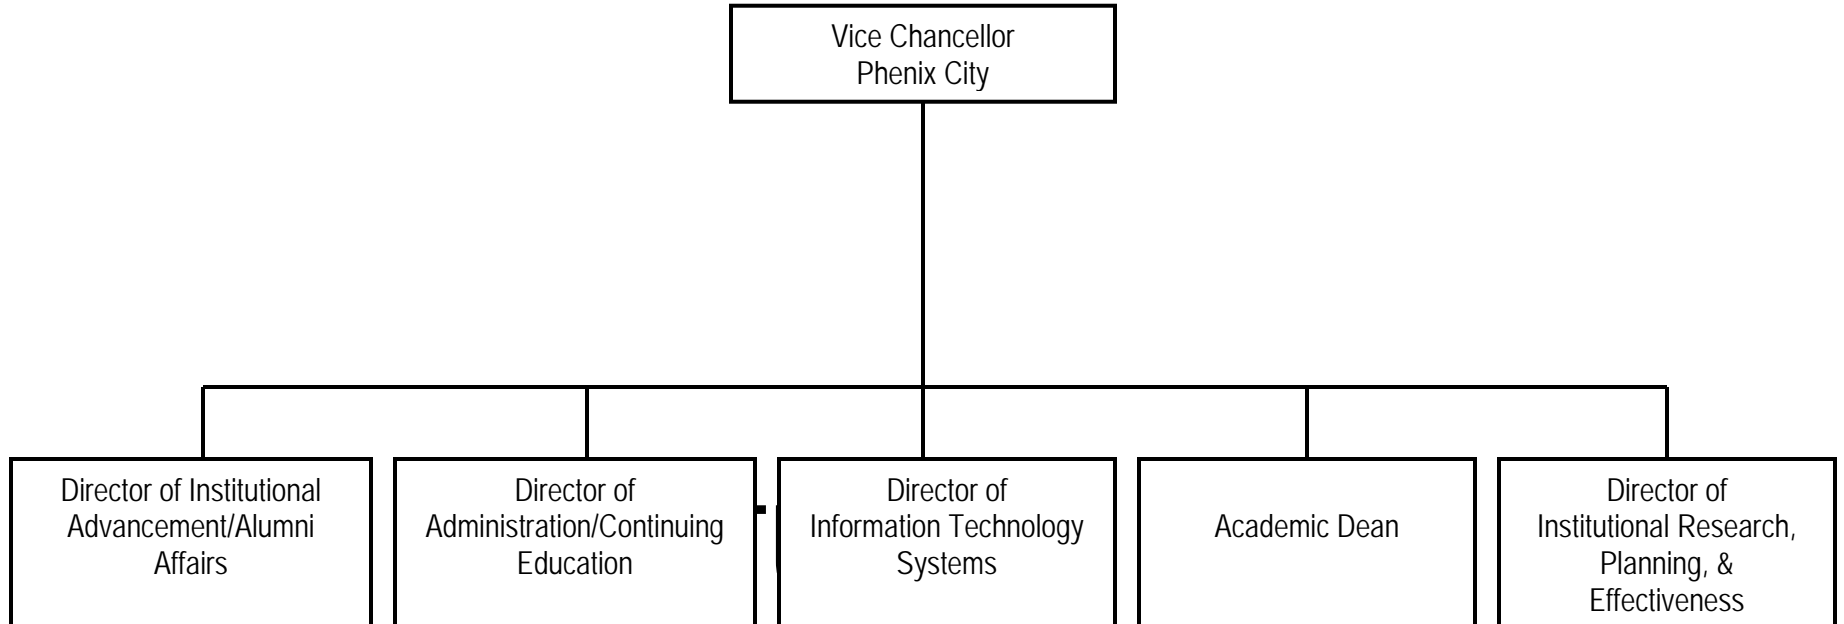 Vice Chancellor
Phenix City
Director of Institutional
Advancement/Alumni
Affairs
Director of
Administration/Continuing
Education
Director of
Information Technology
Systems
Academic Dean
Director of
Institutional Research,
Planning, &
Effectiveness